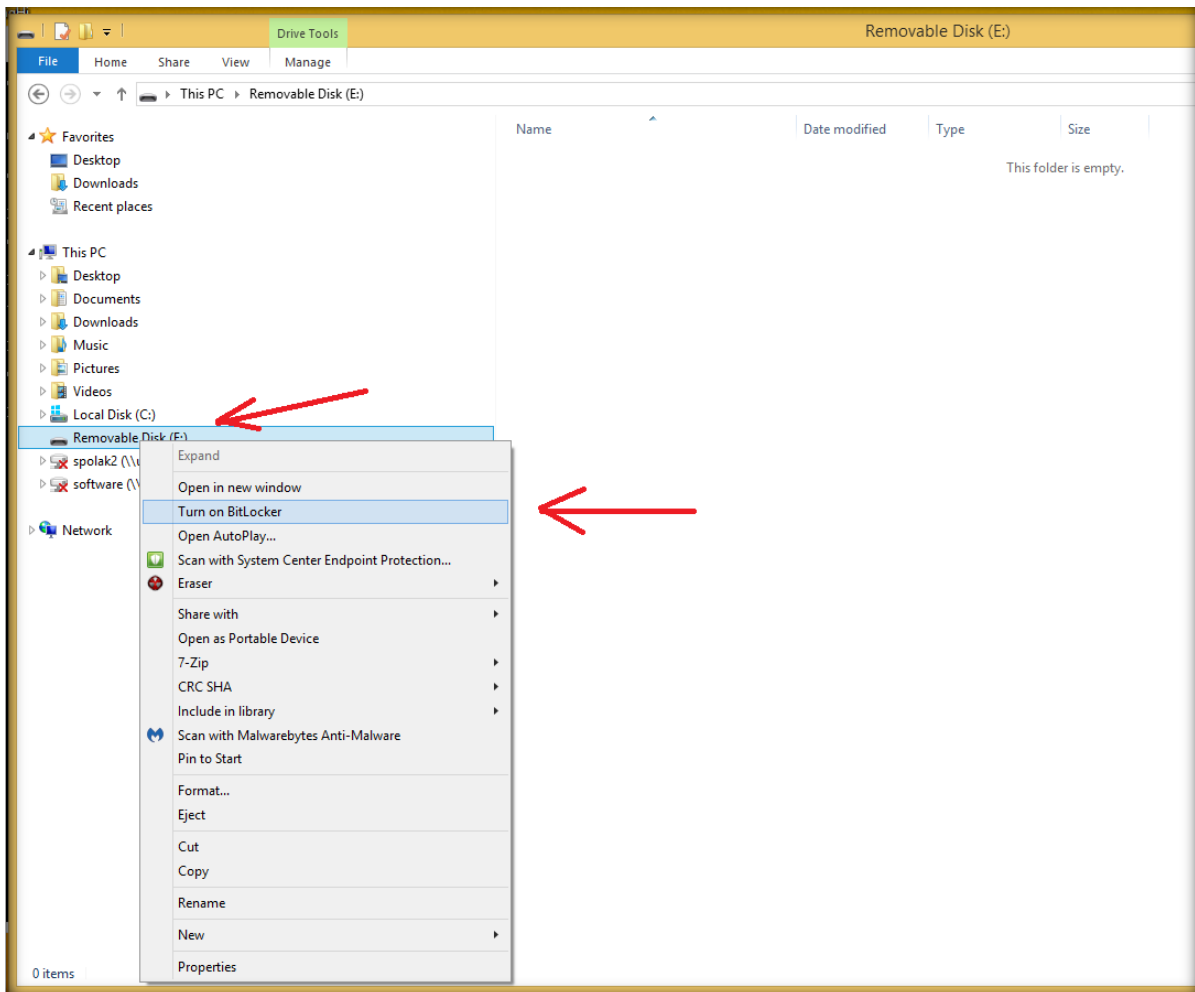 Drive Tools
Removable Disk (E:)
File Home Share View Manage
This PC Removable Disk (E:)
Name Date modified Type Size
This folder is empty.
Favorites
Desktop
Downloads
Recent places
This PC
Desktop
Documents
Downloads
Music
Pictures
Videos
Local Disk (C:)
Removable Disk (E:)
spolak2 (\\u
software (\\
Network
Expand
Open in new window
Turn on BitLocker
Open AutoPlay...
Scan with System Center Endpoint Protection...
Eraser
Share with
Open as Portable Device
7-Zip
CRC SHA
Include in library
Scan with Malwarebytes Anti-Malware
Pin to Start
Format...
Eject
Cut
Copy
Rename
New
Properties
0 items